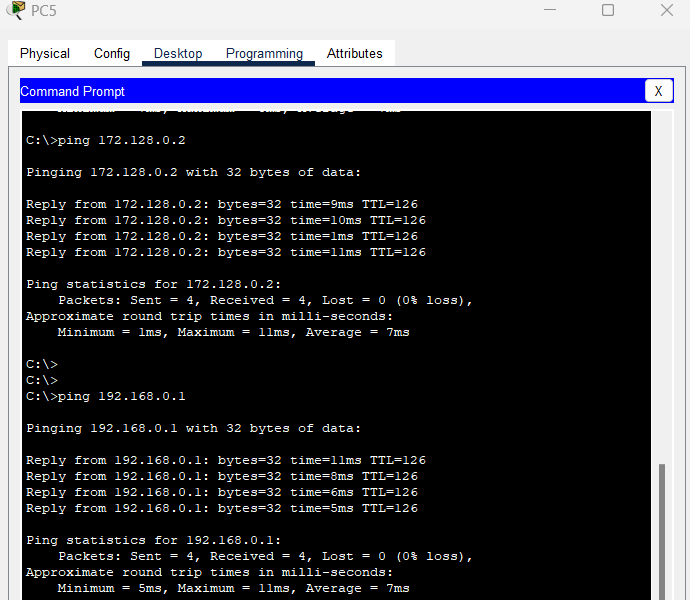 PC5
Physical Config Desktop Programming Attributes
Command Prompt X
C:\>ping 172.128.0.2
Pinging 172.128.0.2 with 32 bytes of data:
Reply from 172.128.0.2: bytes=32 time=9ms TTL=126
Reply from 172.128.0.2: bytes=32 time=10ms TTL=126
Reply from 172.128.0.2: bytes=32 time=1ms TTL=126
Reply from 172.128.0.2: bytes=32 time=11ms TTL=126
Ping statistics for 172.128.0.2:
Packets: Sent = 4, Received = 4, Lost = 0 (0% loss),
Approximate round trip times in milli-seconds:
Minimum = 1ms, Maximum = 11ms, Average = 7ms
C:\>
C:\>
C:\>ping 192.168.0.1
Pinging 192.168.0.1 with 32 bytes of data:
Reply from 192.168.0.1: bytes=32 time=11ms TTL=126
Reply from 192.168.0.1: bytes=32 time=8ms TTL=126
Reply from 192.168.0.1: bytes=32 time=6ms TTL=126
Reply from 192.168.0.1: bytes=32 time=5ms TTL=126
Ping statistics for 192.168.0.1:
Packets: Sent = 4, Received = 4, Lost = 0 (0% loss),
Approximate round trip times in milli-seconds:
Minimum = 5ms, Maximum = 11ms, Average = 7ms